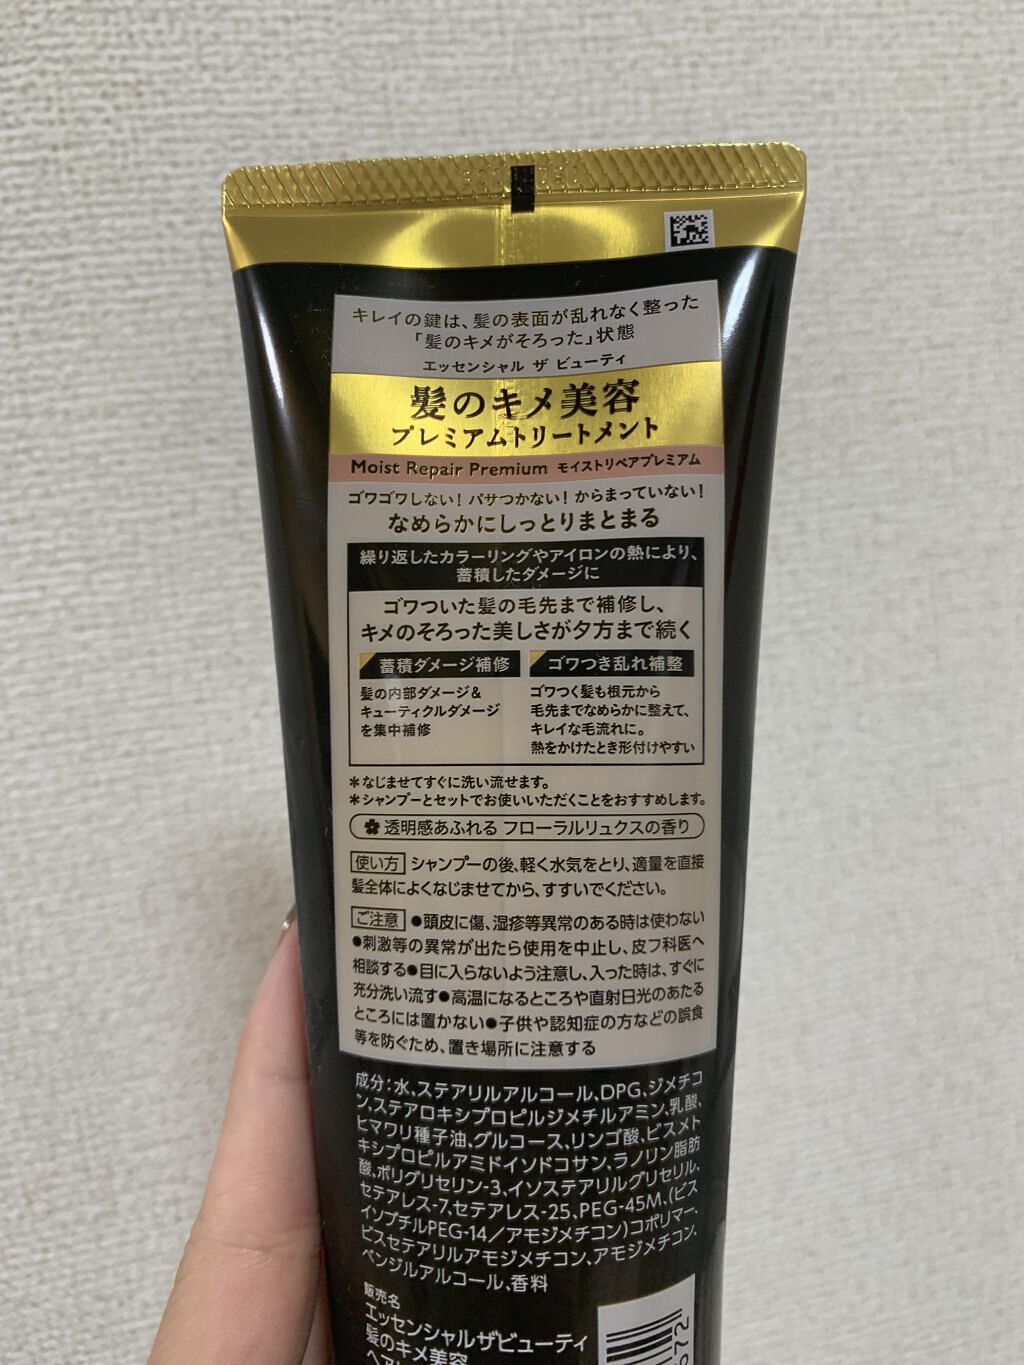 キレイの鍵は、髪の表面が乱れなく整った
「髪のキメがそろった」状態
エッセンシャル ザ ビューティ
髪のキメ美容
プレミアムトリートメント
Moist Repair Premium モイストリペアプレミアム
ゴワゴワしない！パサつかない！からまっていない！
なめらかにしっとりまとまる
繰り返したカラーリングやアイロンの熱により、
蓄積したダメージに
ゴワついた髪の毛先まで補修し、
キメのそろった美しさが夕方まで続く
蓄積ダメージ補修
髪の内部ダメージ＆
キューティクルダメージ
を集中補修
ゴワつき乱れ補整
ゴワつく髪も根元から
毛先までなめらかに整えて、
キレイな毛流れに。
熱をかけたとき形付けやすい
＊なじませてすぐに洗い流せます。
＊シャンプーとセットでお使いいただくことをおすすめします。
透明感あふれる フローラルリュクスの香り
使い方 シャンプーの後、軽く水気をとり、適量を直接
髪全体によくなじませてから、すすいでください。
ご注意 ●頭皮に傷、湿疹等異常のある時は使わない
●刺激等の異常が出たら使用を中止し、皮フ科医へ
相談する●目に入らないよう注意し、入った時は、すぐに
充分洗い流す●高温になるところや直射日光のあたる
ところには置かない●子供や認知症の方などの誤食
等を防ぐため、置き場所に注意する
成分：水、ステアリルアルコール、DPG、ジメチコ
ン、ステアロキシプロピルジメチルアミン、乳酸、
ヒマワリ種子油、グルコース、リンゴ酸、ビスメト
キシプロピルアミドイソドコサン、ラノリン脂肪
酸、ポリグリセリン-3、イソステアリルグリセリル、
セテアレス-7、セテアレス-25、PEG-45M、(ビス
イソブチルPEG-14／アモジメチコン)コポリマー、
ビスセテアリルアモジメチコン、アモジメチコン、
ベンジルアルコール、香料
販売名
エッセンシャルザビューティ
髪のキメ美容